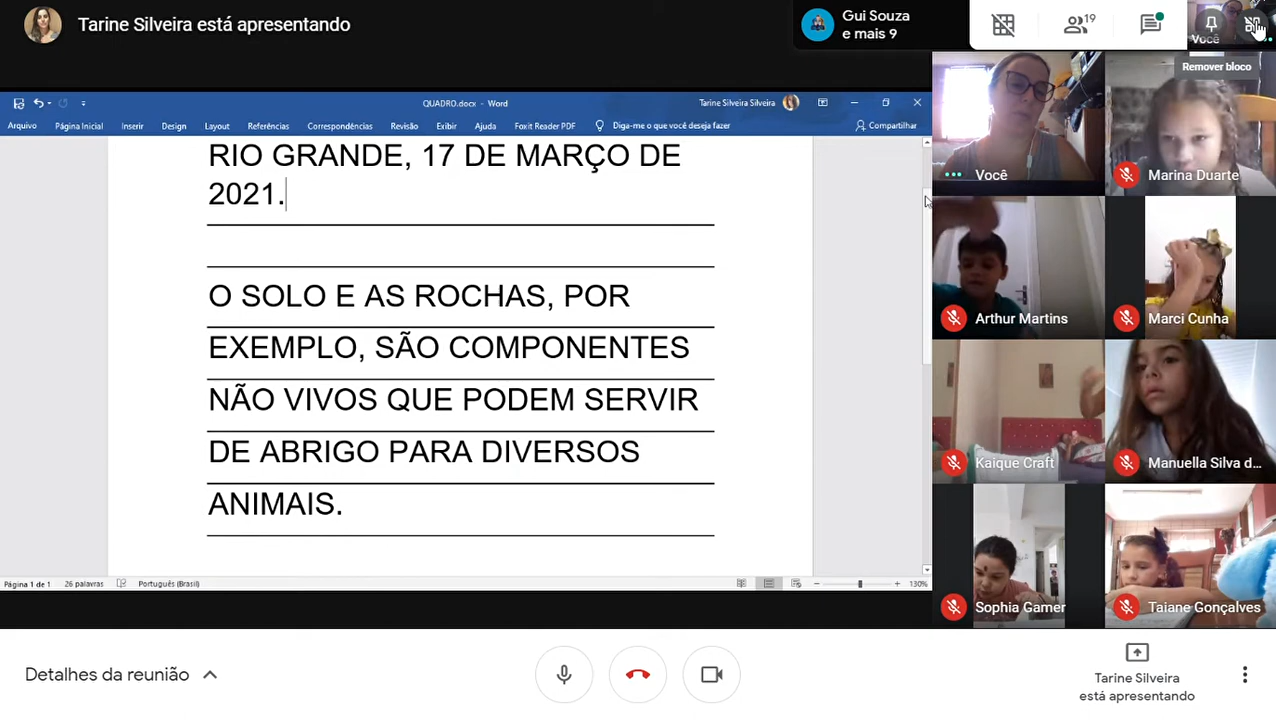 Tarine Silveira está apresentando
Gui Souza
e mais 9
19
Você
Remover bloco
QUADRO.docx - Word
Tarine Silveira Silveira
Arquivo Página Inicial Inserir Design Layout Referências Correspondências Revisão Exibir Ajuda Foxit Reader PDF Diga-me o que você deseja fazer Compartilhar
RIO GRANDE, 17 DE MARÇO DE
2021.
O SOLO E AS ROCHAS, POR
EXEMPLO, SÃO COMPONENTES
NÃO VIVOS QUE PODEM SERVIR
DE ABRIGO PARA DIVERSOS
ANIMAIS.
Página 1 de 1 26 palavras Português (Brasil) 130%
Você
Marina Duarte
Arthur Martins
Marci Cunha
Kaique Craft
Manuella Silva d...
Sophia Gamer
Taiane Gonçalves
Detalhes da reunião
Tarine Silveira
está apresentando